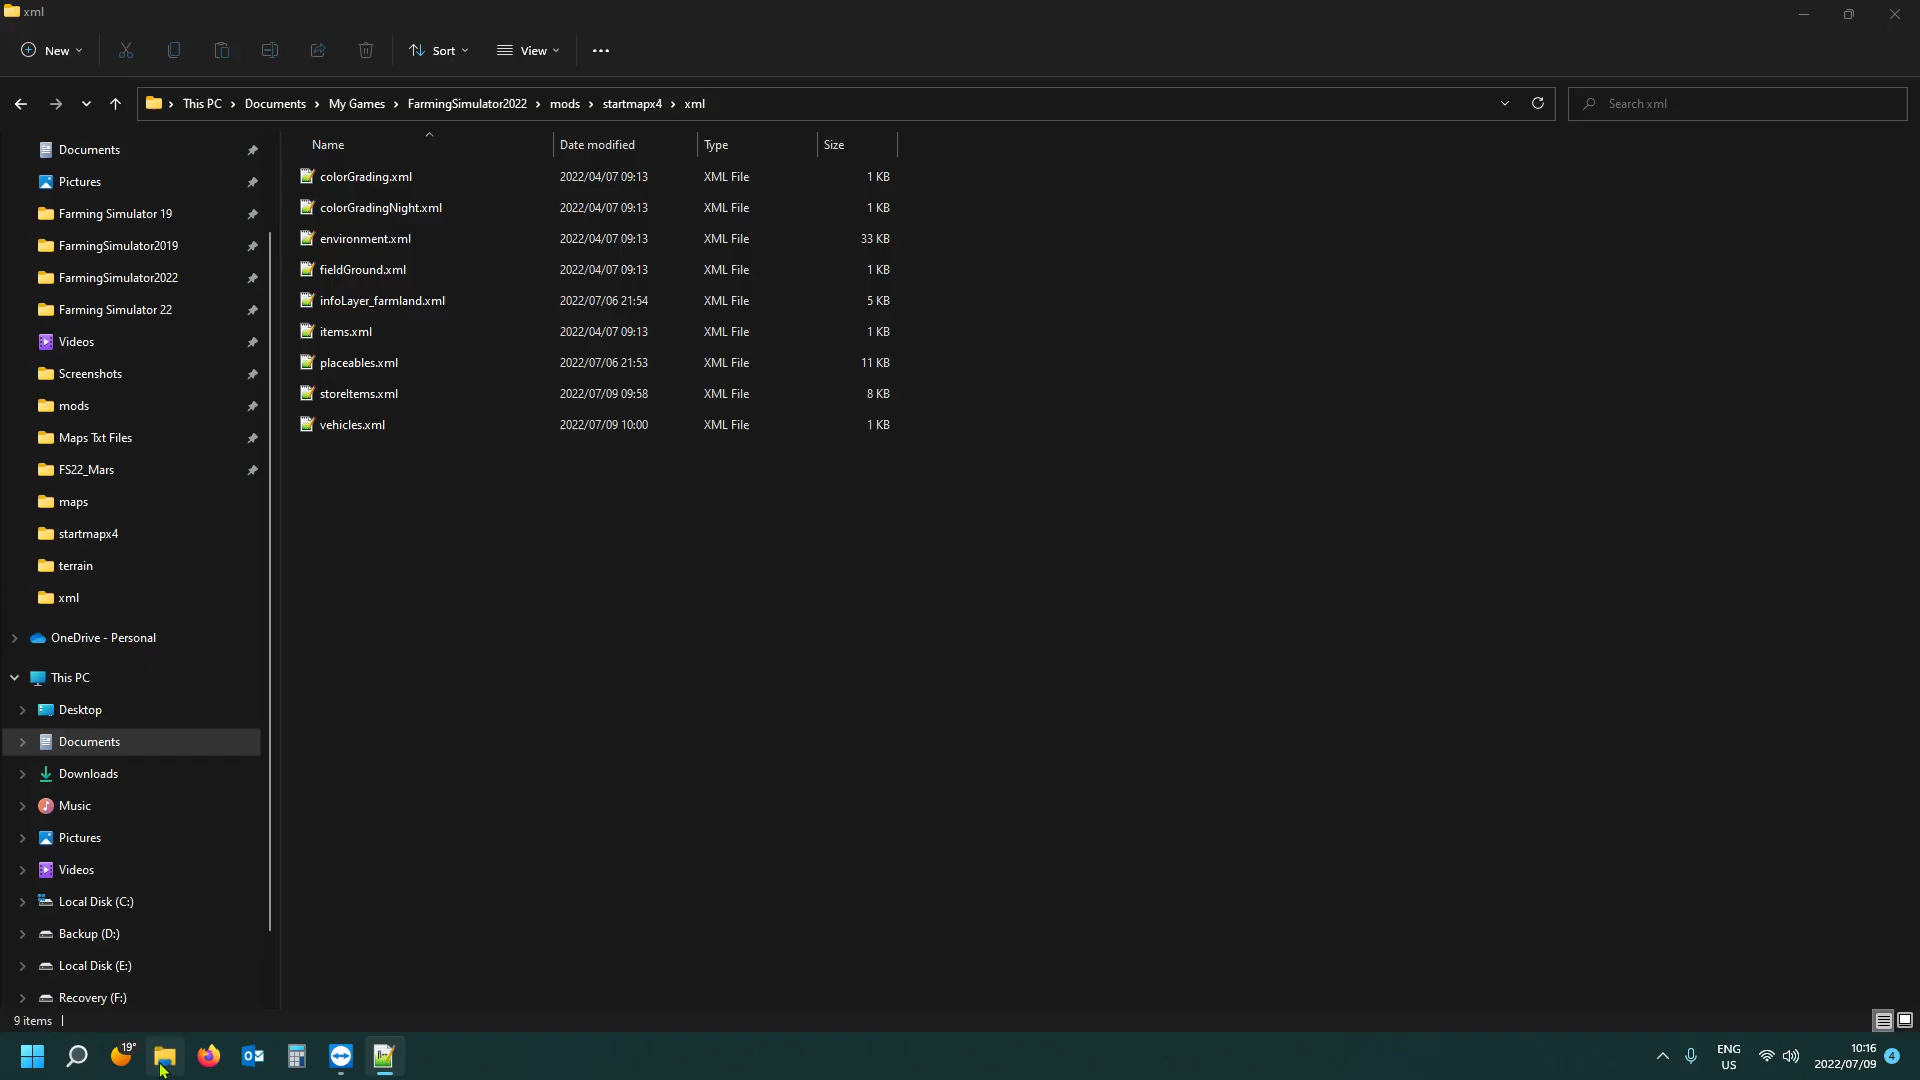 xml
New
Sort
View
This PC > Documents > My Games > FarmingSimulator2022 > mods > startmapx4 > xml
Search xml
Name Date modified Type Size
colorGrading.xml 2022/04/07 09:13 XML File 1 KB
colorGradingNight.xml 2022/04/07 09:13 XML File 1 KB
environment.xml 2022/04/07 09:13 XML File 33 KB
fieldGround.xml 2022/04/07 09:13 XML File 1 KB
infoLayer_farmland.xml 2022/07/06 21:54 XML File 5 KB
items.xml 2022/04/07 09:13 XML File 1 KB
placeables.xml 2022/07/06 21:53 XML File 11 KB
storeItems.xml 2022/07/09 09:58 XML File 8 KB
vehicles.xml 2022/07/09 10:00 XML File 1 KB
Documents
Pictures
Farming Simulator 19
FarmingSimulator2019
FarmingSimulator2022
Farming Simulator 22
Videos
Screenshots
mods
Maps Txt Files
FS22_Mars
maps
startmapx4
terrain
xml
OneDrive - Personal
This PC
Desktop
Documents
Downloads
Music
Pictures
Videos
Local Disk (C:)
Backup (D:)
Local Disk (E:)
Recovery (F:)
9 items
19°
ENG
US
10:16
2022/07/09
4